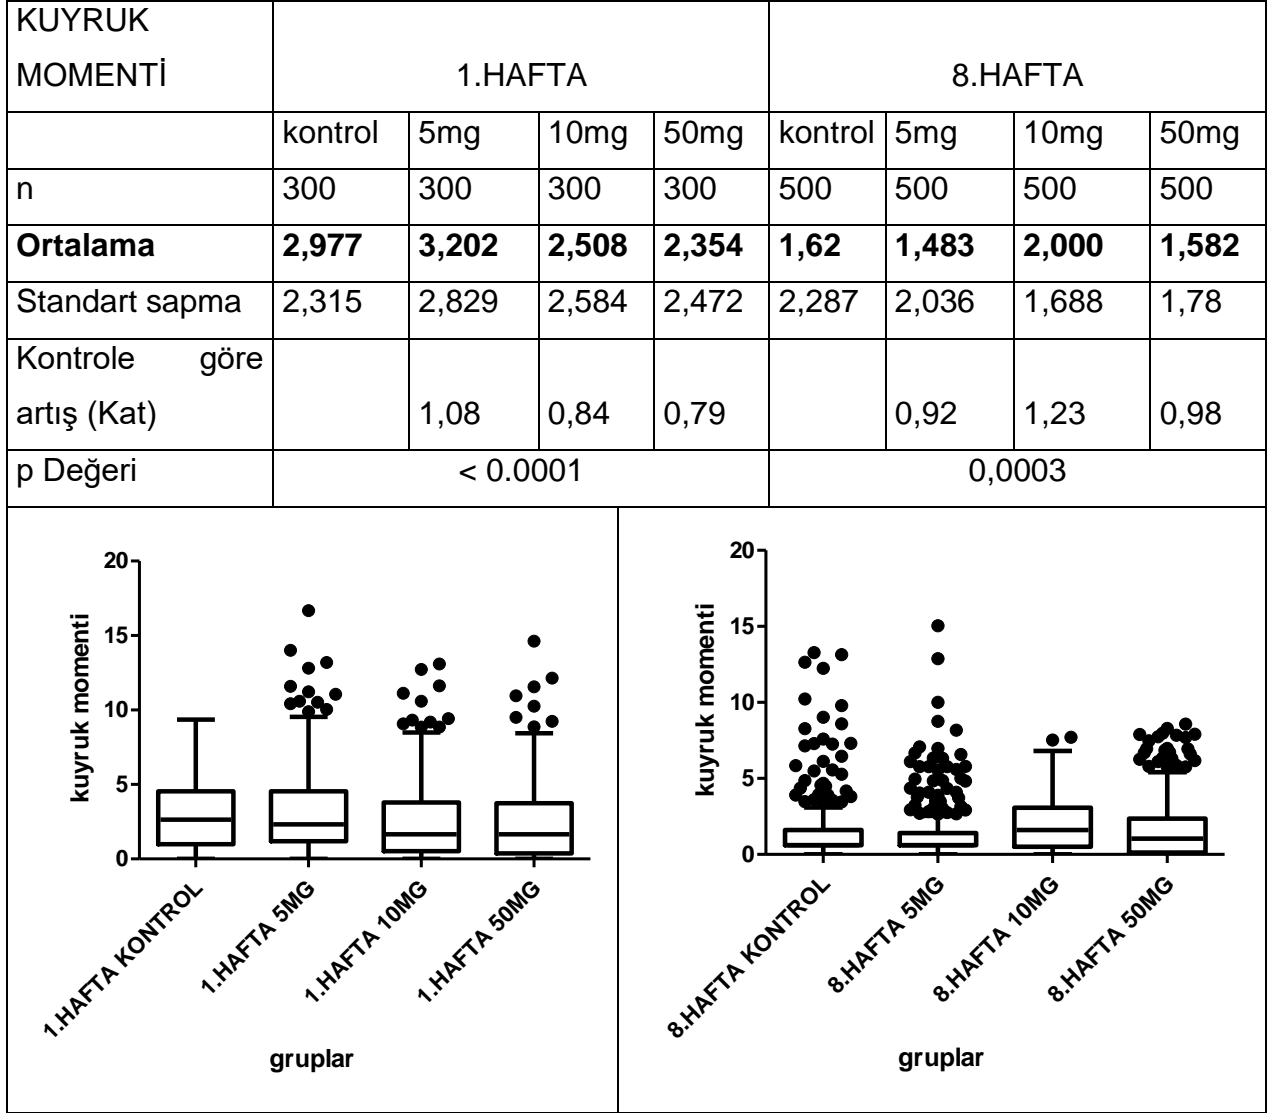 KUYRUK
MOMENTİ 1.HAFTA 8.HAFTA
kontrol 5mg 10mg 50mg kontrol 5mg 10mg 50mg
n 300 300 300 300 500 500 500 500
Ortalama 2,977 3,202 2,508 2,354 1,62 1,483 2,000 1,582
Standart sapma 2,315 2,829 2,584 2,472 2,287 2,036 1,688 1,78
Kontrole göre
artış (Kat) 1,08 0,84 0,79 0,92 1,23 0,98
p Değeri < 0.0001 0,0003
kuyruk momenti
20
15
10
5
0
1.HAFTA KONTROL
1.HAFTA 5MG
1.HAFTA 10MG
1.HAFTA 50MG
gruplar
kuyruk momenti
20
15
10
5
0
8.HAFTA KONTROL
8.HAFTA 5MG
8.HAFTA 10MG
8.HAFTA 50MG
gruplar